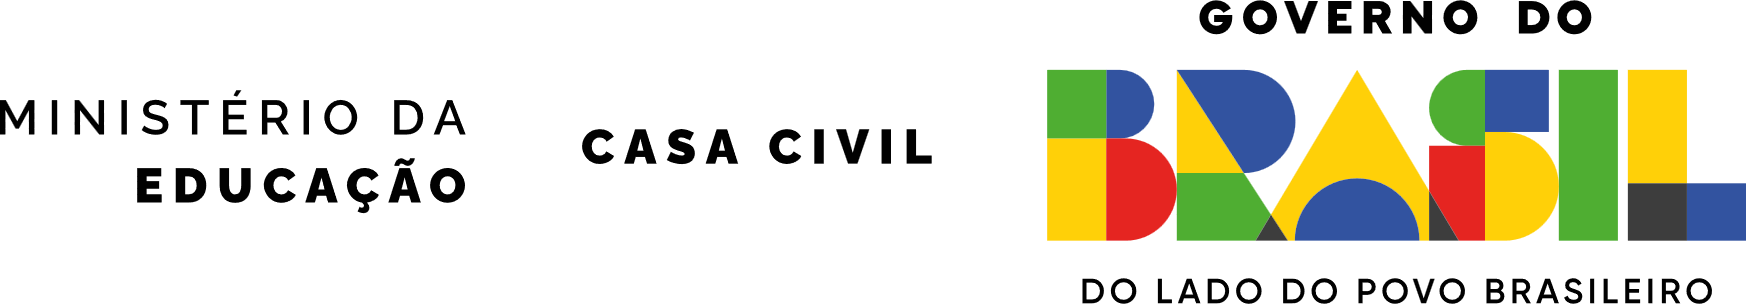 MINISTÉRIO DA
EDUCAÇÃO
CASA CIVIL
GOVERNO DO
BRASIL
DO LADO DO POVO BRASILEIRO